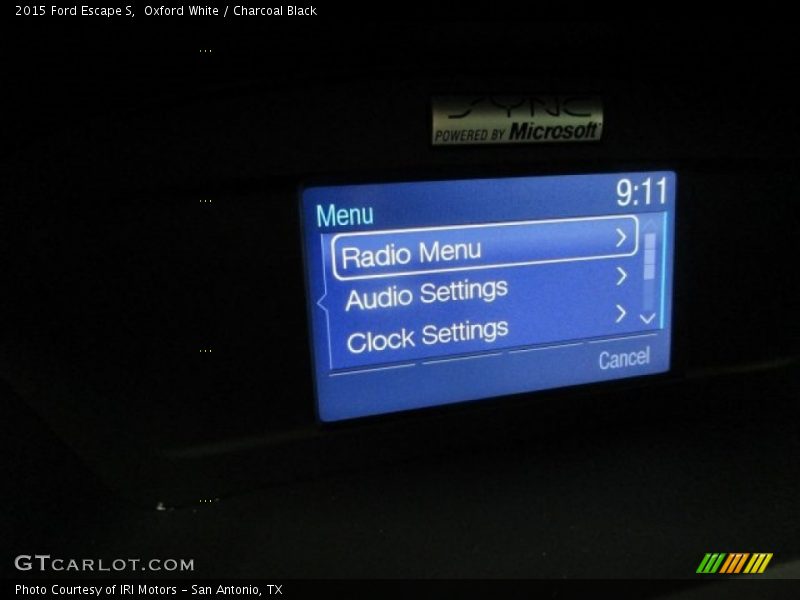 2015 Ford Escape S,  Oxford White / Charcoal Black
...
SYNC
POWERED BY Microsoft
...
9:11
Menu
Radio Menu >
Audio Settings >
Clock Settings >
...
Cancel
...
GTCARLOT.COM
Photo Courtesy of IRI Motors – San Antonio, TX